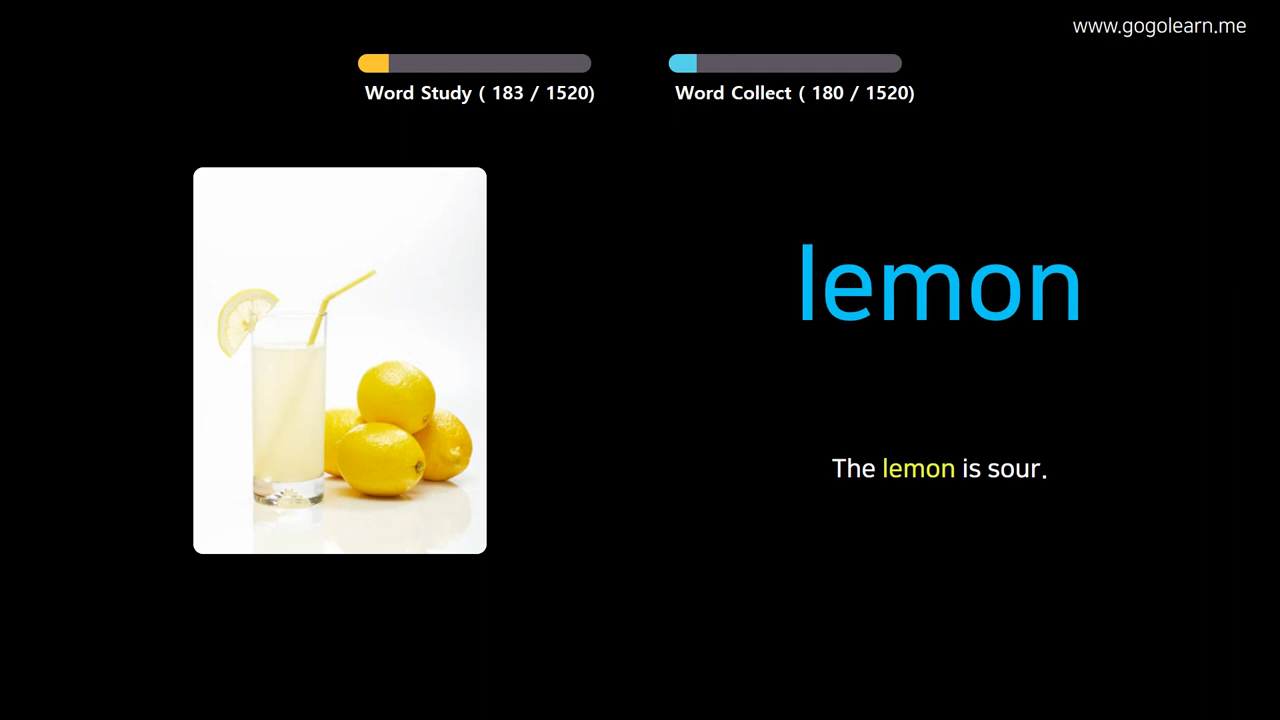 www.gogolearn.me
Word Study ( 183 / 1520)
Word Collect ( 180 / 1520)
lemon
The lemon is sour.